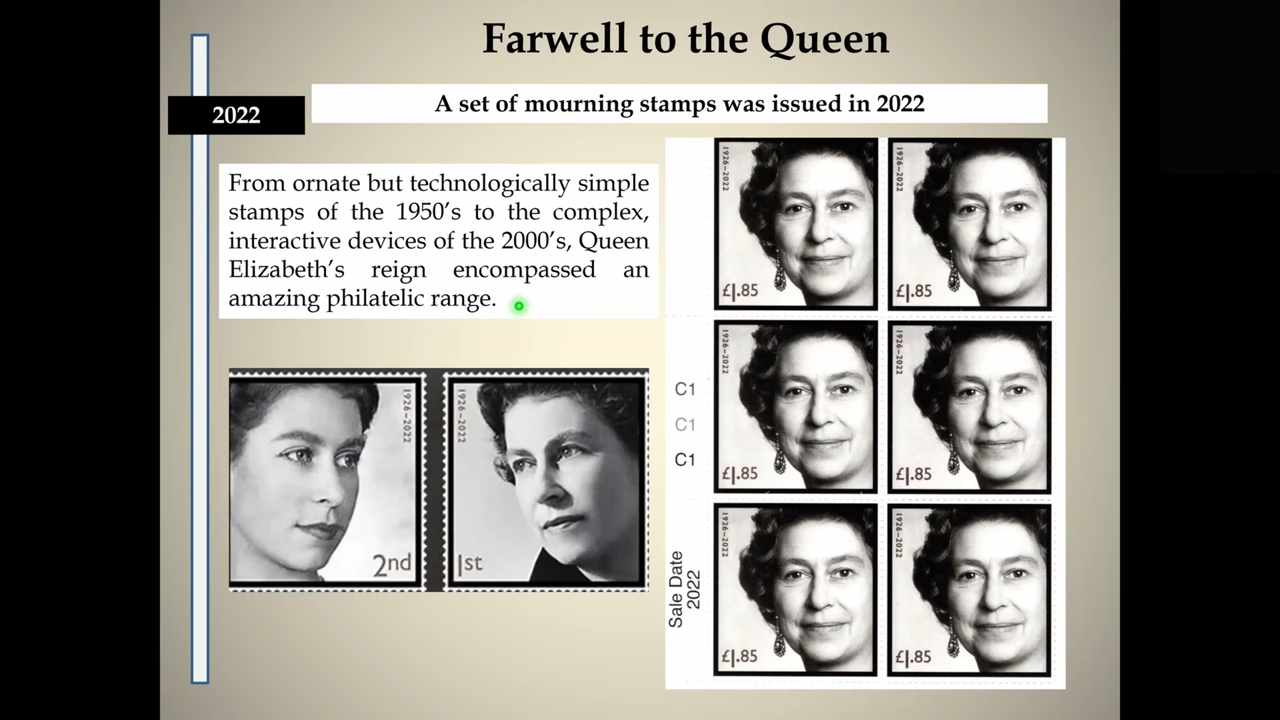 Farwell to the Queen
2022
A set of mourning stamps was issued in 2022
From ornate but technologically simple
stamps of the 1950's to the complex,
interactive devices of the 2000's, Queen
Elizabeth's reign encompassed an
amazing philatelic range.
1926–2022
2nd
1926–2022
1st
1926–2022
£1.85
1926–2022
£1.85
C1
C1
C1
1926–2022
£1.85
1926–2022
£1.85
Sale Date
2022
1926–2022
£1.85
1926–2022
£1.85